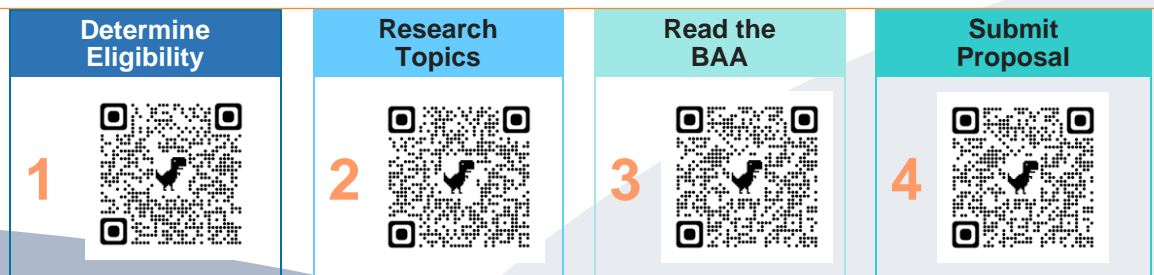 Determine
Eligibility
1
Research
Topics
2
Read the
BAA
3
Submit
Proposal
4